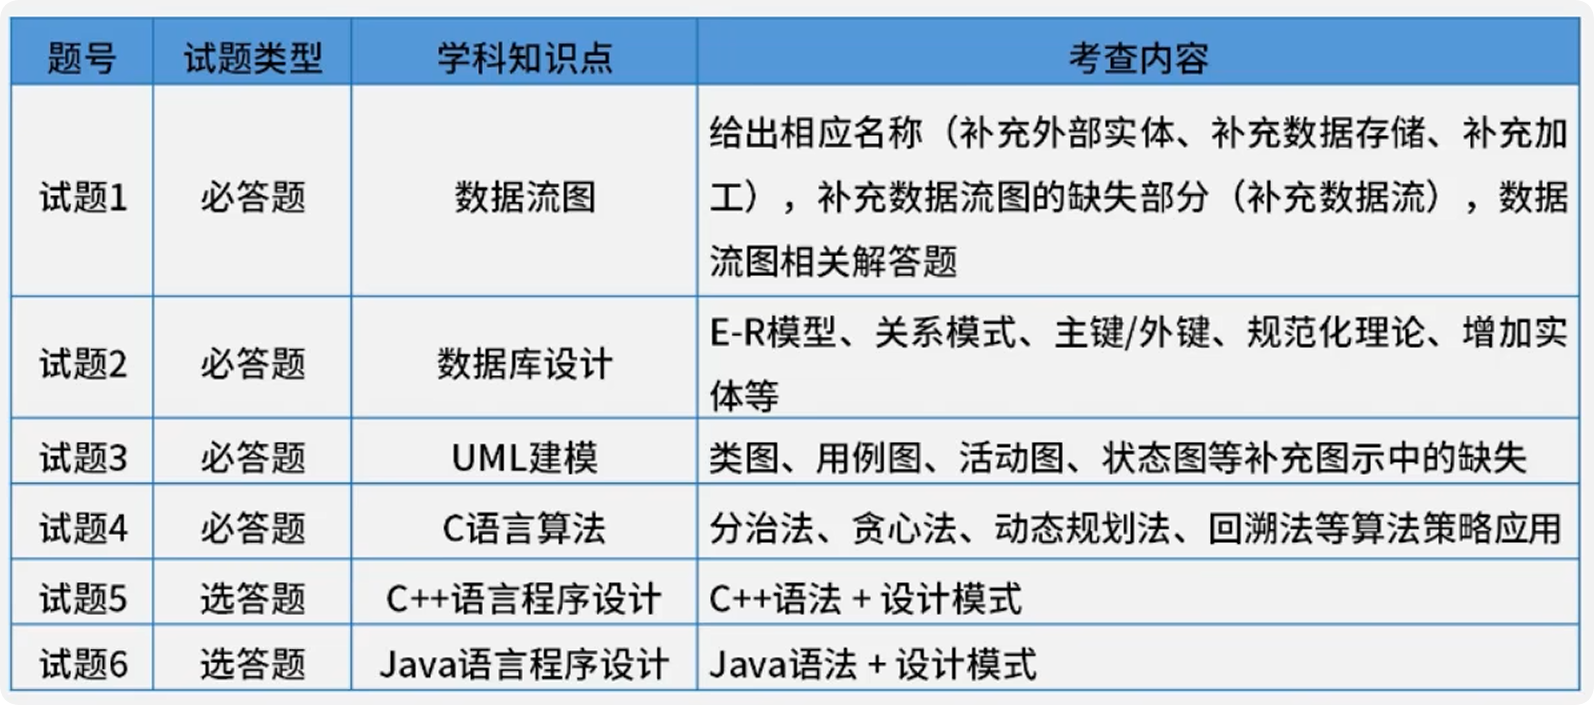 题号 试题类型 学科知识点 考查内容
试题1 必答题 数据流图 给出相应名称（补充外部实体、补充数据存储、补充加
工），补充数据流图的缺失部分（补充数据流），数据
流图相关解答题
试题2 必答题 数据库设计 E-R模型、关系模式、主键/外键、规范化理论、增加实
体等
试题3 必答题 UML建模 类图、用例图、活动图、状态图等补充图示中的缺失
试题4 必答题 C语言算法 分治法、贪心法、动态规划法、回溯法等算法策略应用
试题5 选答题 C++语言程序设计 C++语法 + 设计模式
试题6 选答题 Java语言程序设计 Java语法 + 设计模式